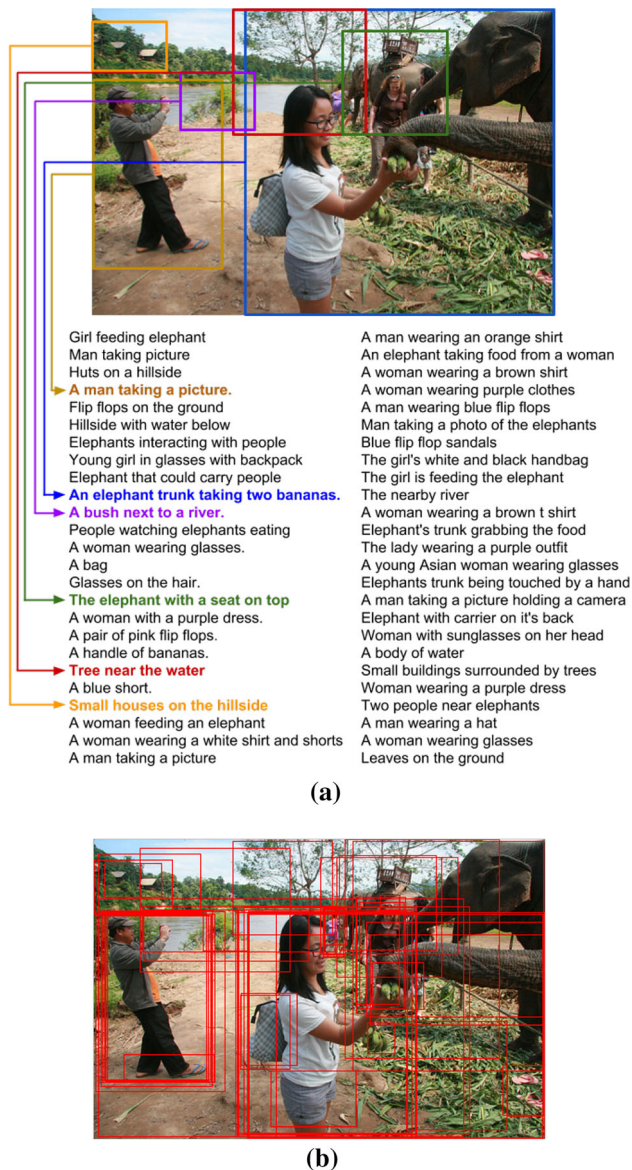 Girl feeding elephant
Man taking picture
Huts on a hillside
A man taking a picture.
Flip flops on the ground
Hillside with water below
Elephants interacting with people
Young girl in glasses with backpack
Elephant that could carry people
An elephant trunk taking two bananas.
A bush next to a river.
People watching elephants eating
A woman wearing glasses.
A bag
Glasses on the hair.
The elephant with a seat on top
A woman with a purple dress.
A pair of pink flip flops.
A handle of bananas.
Tree near the water
A blue short.
Small houses on the hillside
A woman feeding an elephant
A woman wearing a white shirt and shorts
A man taking a picture
A man wearing an orange shirt
An elephant taking food from a woman
A woman wearing a brown shirt
A woman wearing purple clothes
A man wearing blue flip flops
Man taking a photo of the elephants
Blue flip flop sandals
The girl's white and black handbag
The girl is feeding the elephant
The nearby river
A woman wearing a brown t shirt
Elephant's trunk grabbing the food
The lady wearing a purple outfit
A young Asian woman wearing glasses
Elephants trunk being touched by a hand
A man taking a picture holding a camera
Elephant with carrier on it's back
Woman with sunglasses on her head
A body of water
Small buildings surrounded by trees
Woman wearing a purple dress
Two people near elephants
A man wearing a hat
A woman wearing glasses
Leaves on the ground
(a)
(b)